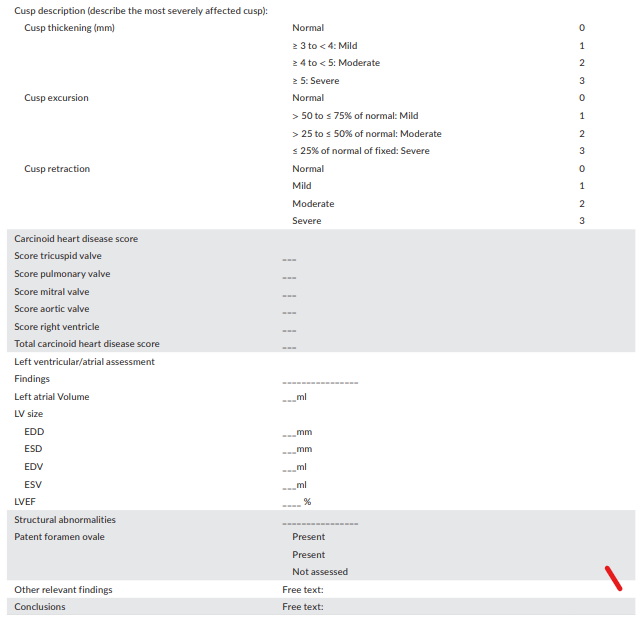 Cusp description (describe the most severely affected cusp):
Cusp thickening (mm) Normal 0
≥ 3 to < 4: Mild 1
≥ 4 to < 5: Moderate 2
≥ 5: Severe 3
Cusp excursion Normal 0
> 50 to ≤ 75% of normal: Mild 1
> 25 to ≤ 50% of normal: Moderate 2
≤ 25% of normal of fixed: Severe 3
Cusp retraction Normal 0
Mild 1
Moderate 2
Severe 3
Carcinoid heart disease score
Score tricuspid valve ___
Score pulmonary valve ___
Score mitral valve ___
Score aortic valve ___
Score right ventricle ___
Total carcinoid heart disease score ___
Left ventricular/atrial assessment
Findings ________________
Left atrial Volume ___ml
LV size
EDD ___mm
ESD ___mm
EDV ___ml
ESV ___ml
LVEF ____ %
Structural abnormalities ________________
Patent foramen ovale Present
Present
Not assessed
Other relevant findings Free text:
Conclusions Free text: